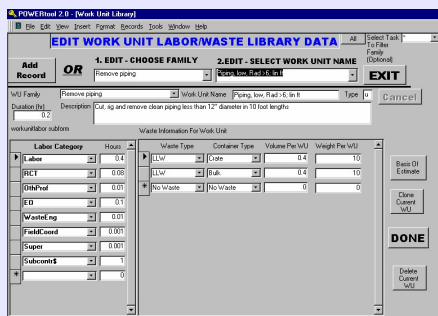 POWERtool 2.0 - [Work Unit Library]
File Edit View Insert Format Records Tools Window Help
EDIT WORK UNIT LABOR/WASTE LIBRARY DATA
All
Select Task
To Filter
Family
(Optional)
Add
Record
OR
1. EDIT - CHOOSE FAMILY
Remove piping
2.EDIT - SELECT WORK UNIT NAME
Piping, low, Rad >6; lin ft
EXIT
WU Family Remove piping Work Unit Name Piping, low, Rad >6; lin ft Type u
Cancel
Duration (hr) 0.2
Description Cut, rig and remove clean piping less than 12" diameter in 10 foot lengths
workunitlabor subform
Waste Information For Work Unit
Labor Category Hours
Labor 0.4
RCT 0.08
OthProf 0.01
EO 0.1
WasteEng 0.01
FieldCoord 0.001
Super 0.001
Subcontr$ 1
* 0
Waste Type Container Type Volume Per WU Weight Per WU
LLW Crate 0.4 10
LLW Bulk 0.4 10
* No Waste No Waste 0 0
Basis Of
Estimate
Clone
Current
WU
DONE
Delete
Current
WU